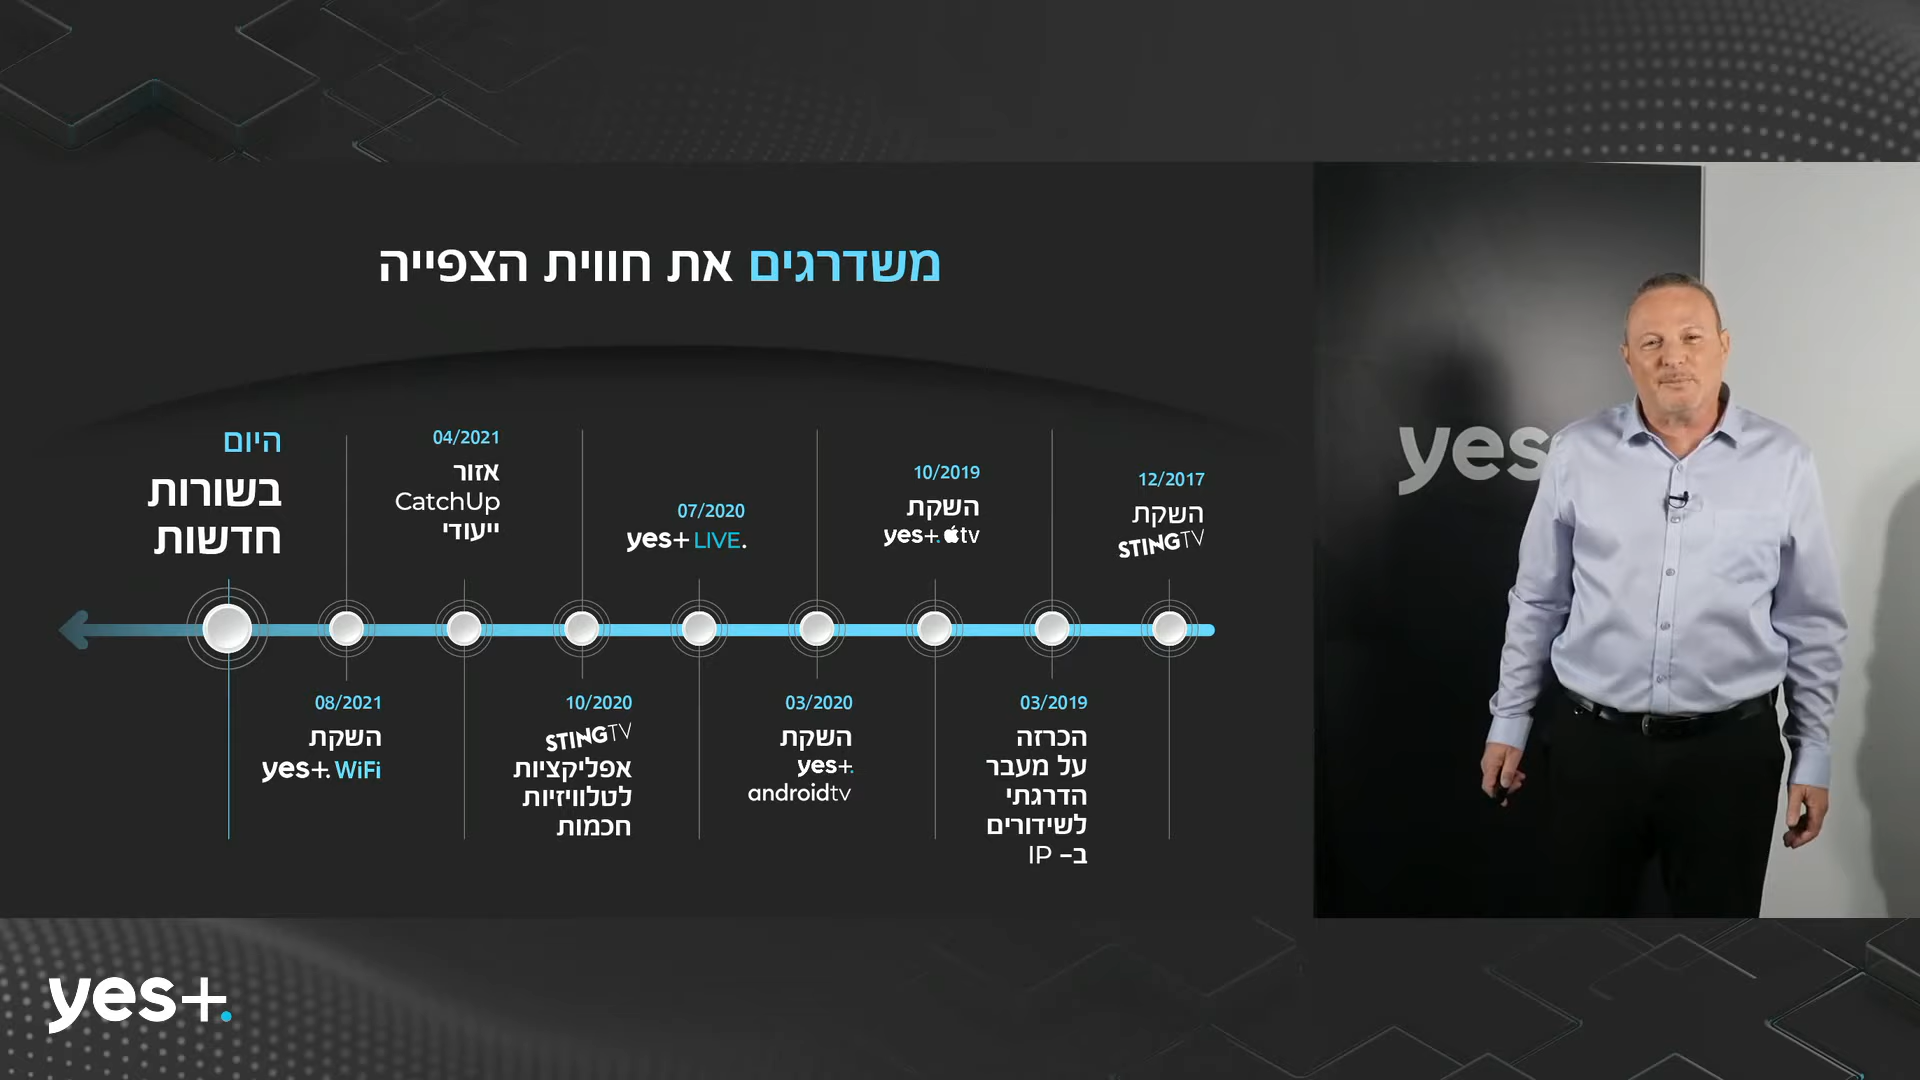 משדרגים את חווית הצפייה
12/2017
השקת
STINGTV
03/2019
הכרזה
על מעבר
הדרגתי
לשידורים
ב– IP
10/2019
השקת
yes+. tv
03/2020
השקת
yes+.
androidtv
07/2020
yes+ LIVE.
10/2020
STINGTV
אפליקציות
לטלוויזיות
חכמות
04/2021
אזור
CatchUp
ייעודי
08/2021
השקת
yes+. WiFi
היום
בשורות
חדשות
yes
yes+.